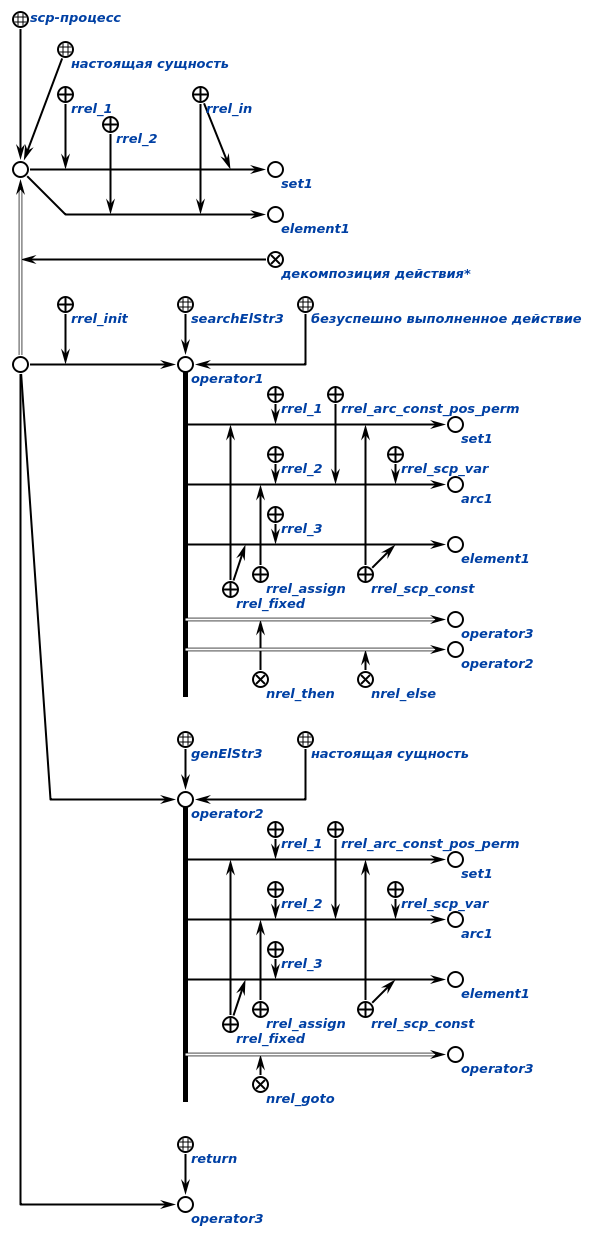 scp-процесс
настоящая сущность
rrel_1
rrel_in
rrel_2
set1
element1
декомпозиция действия*
rrel_init
searchElStr3
безуспешно выполненное действие
operator1
rrel_1
rrel_arc_const_pos_perm
set1
rrel_2
rrel_scp_var
arc1
rrel_3
element1
rrel_assign
rrel_scp_const
rrel_fixed
operator3
operator2
nrel_then
nrel_else
genElStr3
настоящая сущность
operator2
rrel_1
rrel_arc_const_pos_perm
set1
rrel_2
rrel_scp_var
arc1
rrel_3
element1
rrel_assign
rrel_scp_const
rrel_fixed
operator3
nrel_goto
return
operator3